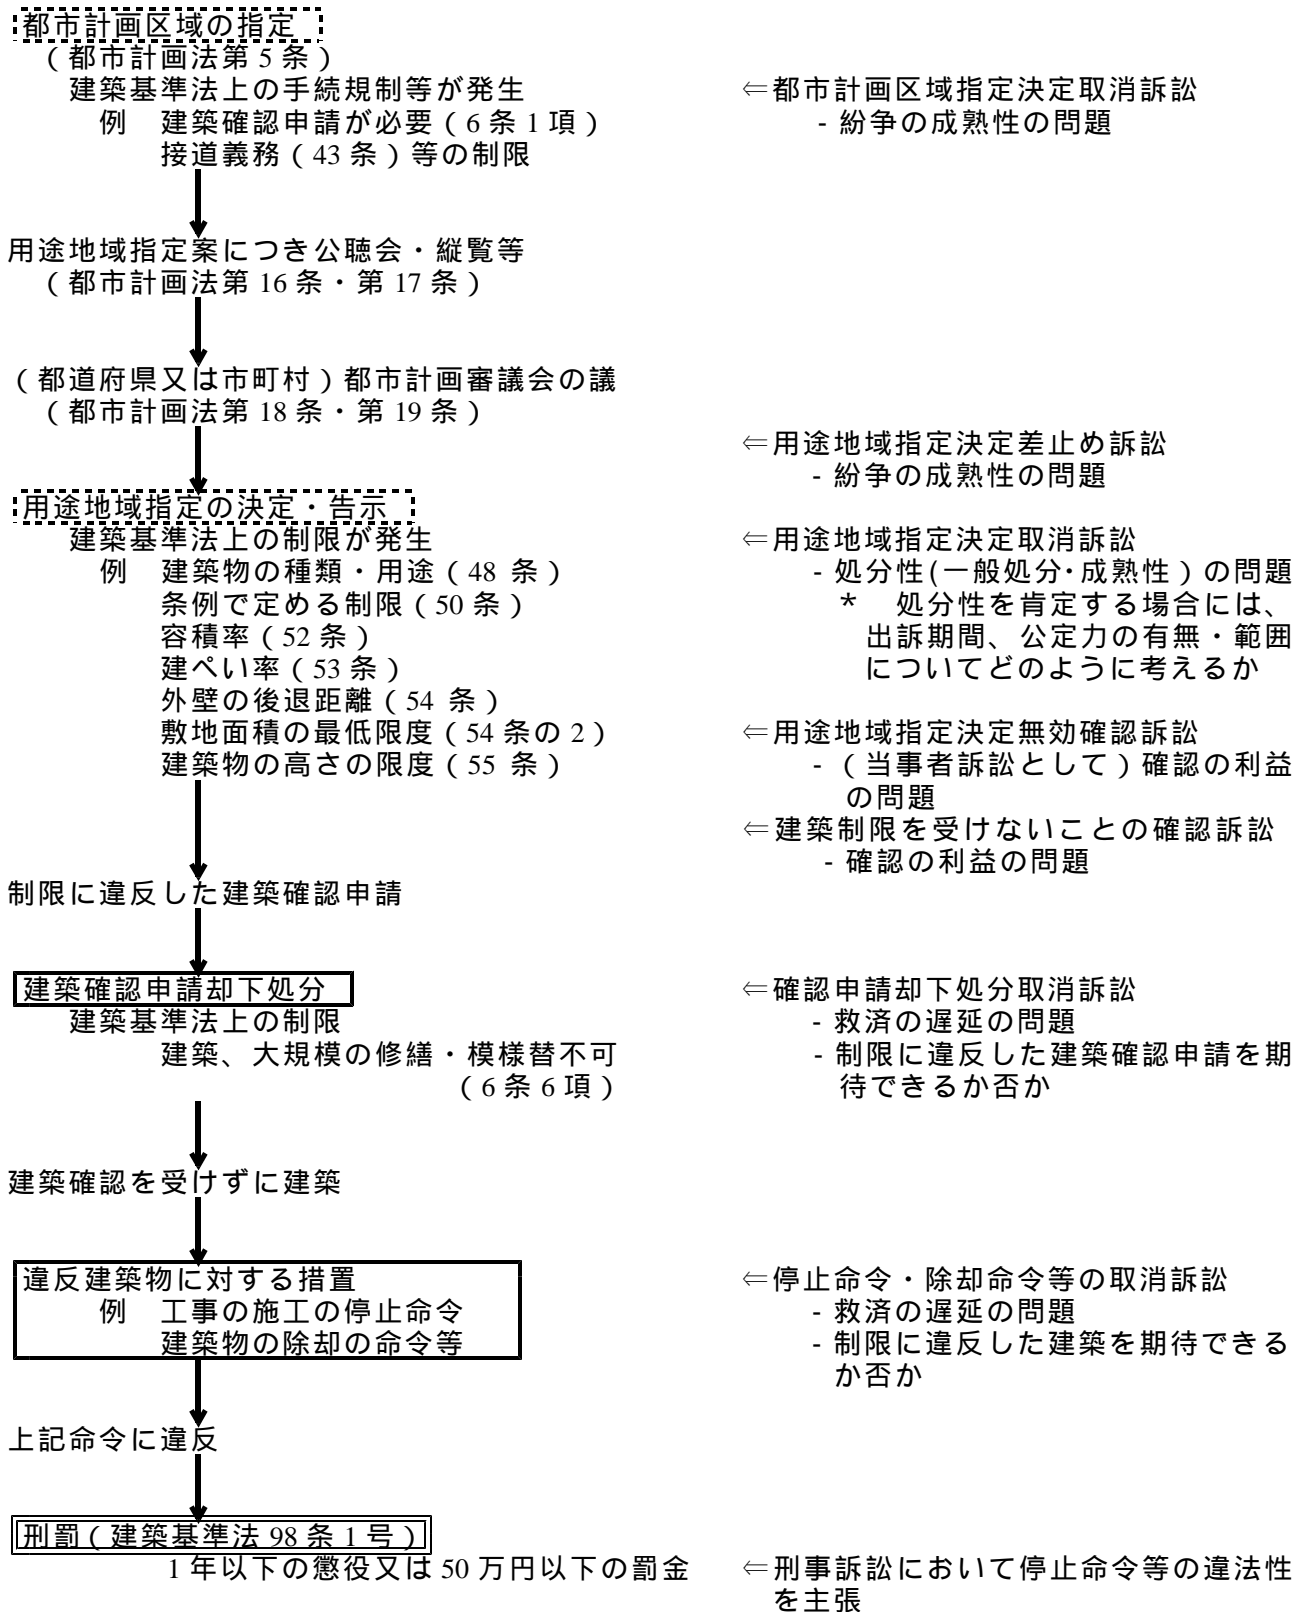 都市計画区域の指定
（都市計画法第５条）
建築基準法上の手続規制等が発生
⇐都市計画区域指定決定取消訴訟
例　建築確認申請が必要（6条1項）
- 紛争の成熟性の問題
接道義務（43条）等の制限
用途地域指定案につき公聴会・縦覧等
（都市計画法第16条・第17条）
（都道府県又は市町村）都市計画審議会の議
（都市計画法第18条・第19条）
⇐用途地域指定決定差止め訴訟
- 紛争の成熟性の問題
用途地域指定の決定・告示
建築基準法上の制限が発生
⇐用途地域指定決定取消訴訟
例　建築物の種類・用途（48条）
- 処分性(一般処分・成熟性）の問題
条例で定める制限（50条）
*　処分性を肯定する場合には、
容積率（52条）
出訴期間、公定力の有無・範囲
建ぺい率（53条）
についてどのように考えるか
外壁の後退距離（54条）
敷地面積の最低限度（54条の2）
⇐用途地域指定決定無効確認訴訟
建築物の高さの限度（55条）
- （当事者訴訟として）確認の利益
の問題
⇐建築制限を受けないことの確認訴訟
- 確認の利益の問題
制限に違反した建築確認申請
建築確認申請却下処分
⇐確認申請却下処分取消訴訟
建築基準法上の制限
- 救済の遅延の問題
建築、大規模の修繕・模様替不可
- 制限に違反した建築確認申請を期
（6条6項）
待できるか否か
建築確認を受けずに建築
違反建築物に対する措置
⇐停止命令・除却命令等の取消訴訟
例　工事の施工の停止命令
- 救済の遅延の問題
建築物の除却の命令等
- 制限に違反した建築を期待できる
か否か
上記命令に違反
刑罰（建築基準法98条1号）
1年以下の懲役又は50万円以下の罰金
⇐刑事訴訟において停止命令等の違法性
を主張